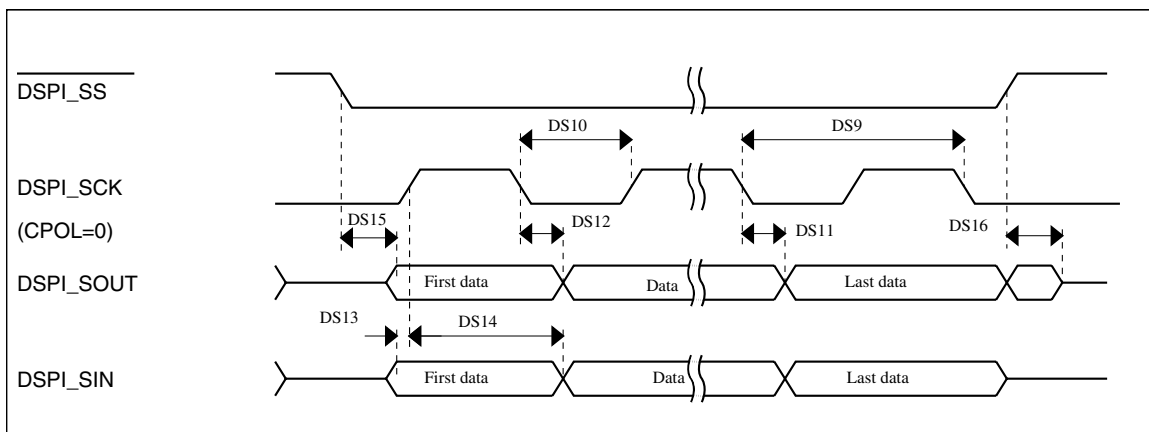 DSPI_SS
DS10
DS9
DSPI_SCK
(CPOL=0)
DS15
DS12
DS11
DS16
DSPI_SOUT
First data
Data
Last data
DS13
DS14
DSPI_SIN
First data
Data
Last data